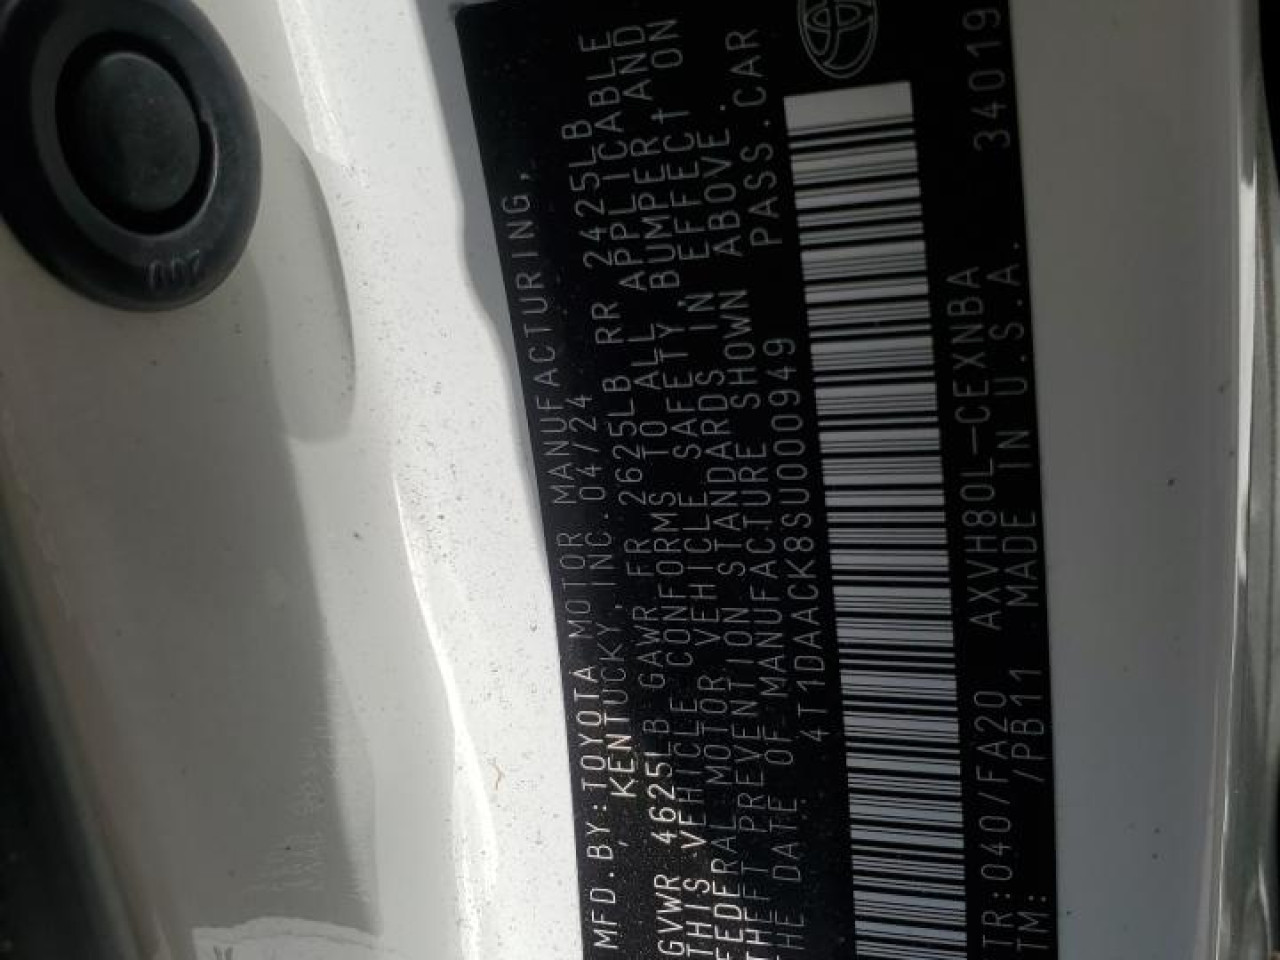 MFD.BY:TOYOTA MOTOR MANUFACTURING,
KENTUCKY, INC.04/24
GVWR 4625LB GAWR FR 2625LB RR 2425LB
THIS VEHICLE CONFORMS TO ALL APPLICABLE
FEDERAL MOTOR VEHICLE SAFETY, BUMPER, AND
THEFT PREVENTION STANDARDS IN EFFECT ON
THE DATE OF MANUFACTURE SHOWN ABOVE.
4T1DAACK8SU000949 PASS.CAR
TR:040/FA20 AXVH80L-CEXNBA
TM: /PB11 MADE IN U.S.A. 34019